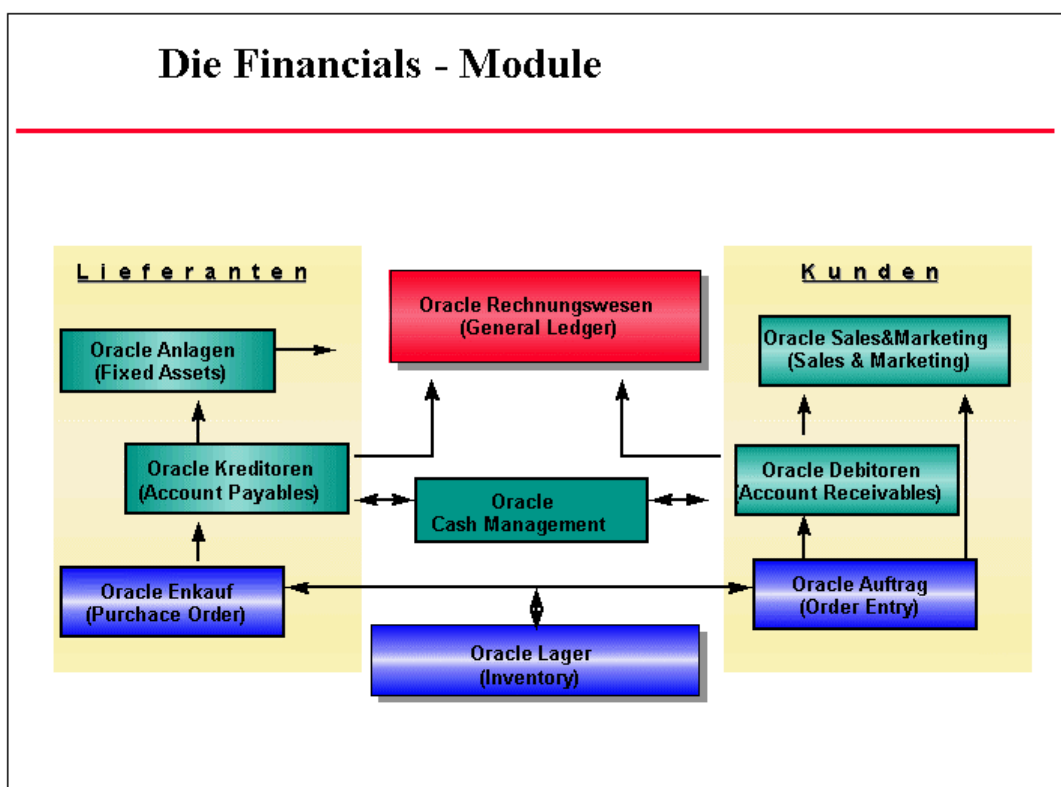 Die Financials - Module
Lieferanten
Kunden
Oracle Rechnungswesen
(General Ledger)
Oracle Anlagen
(Fixed Assets)
Oracle Sales&Marketing
(Sales & Marketing)
Oracle Kreditoren
(Account Payables)
Oracle
Cash Management
Oracle Debitoren
(Account Receivables)
Oracle Enkauf
(Purchace Order)
Oracle Auftrag
(Order Entry)
Oracle Lager
(Inventory)